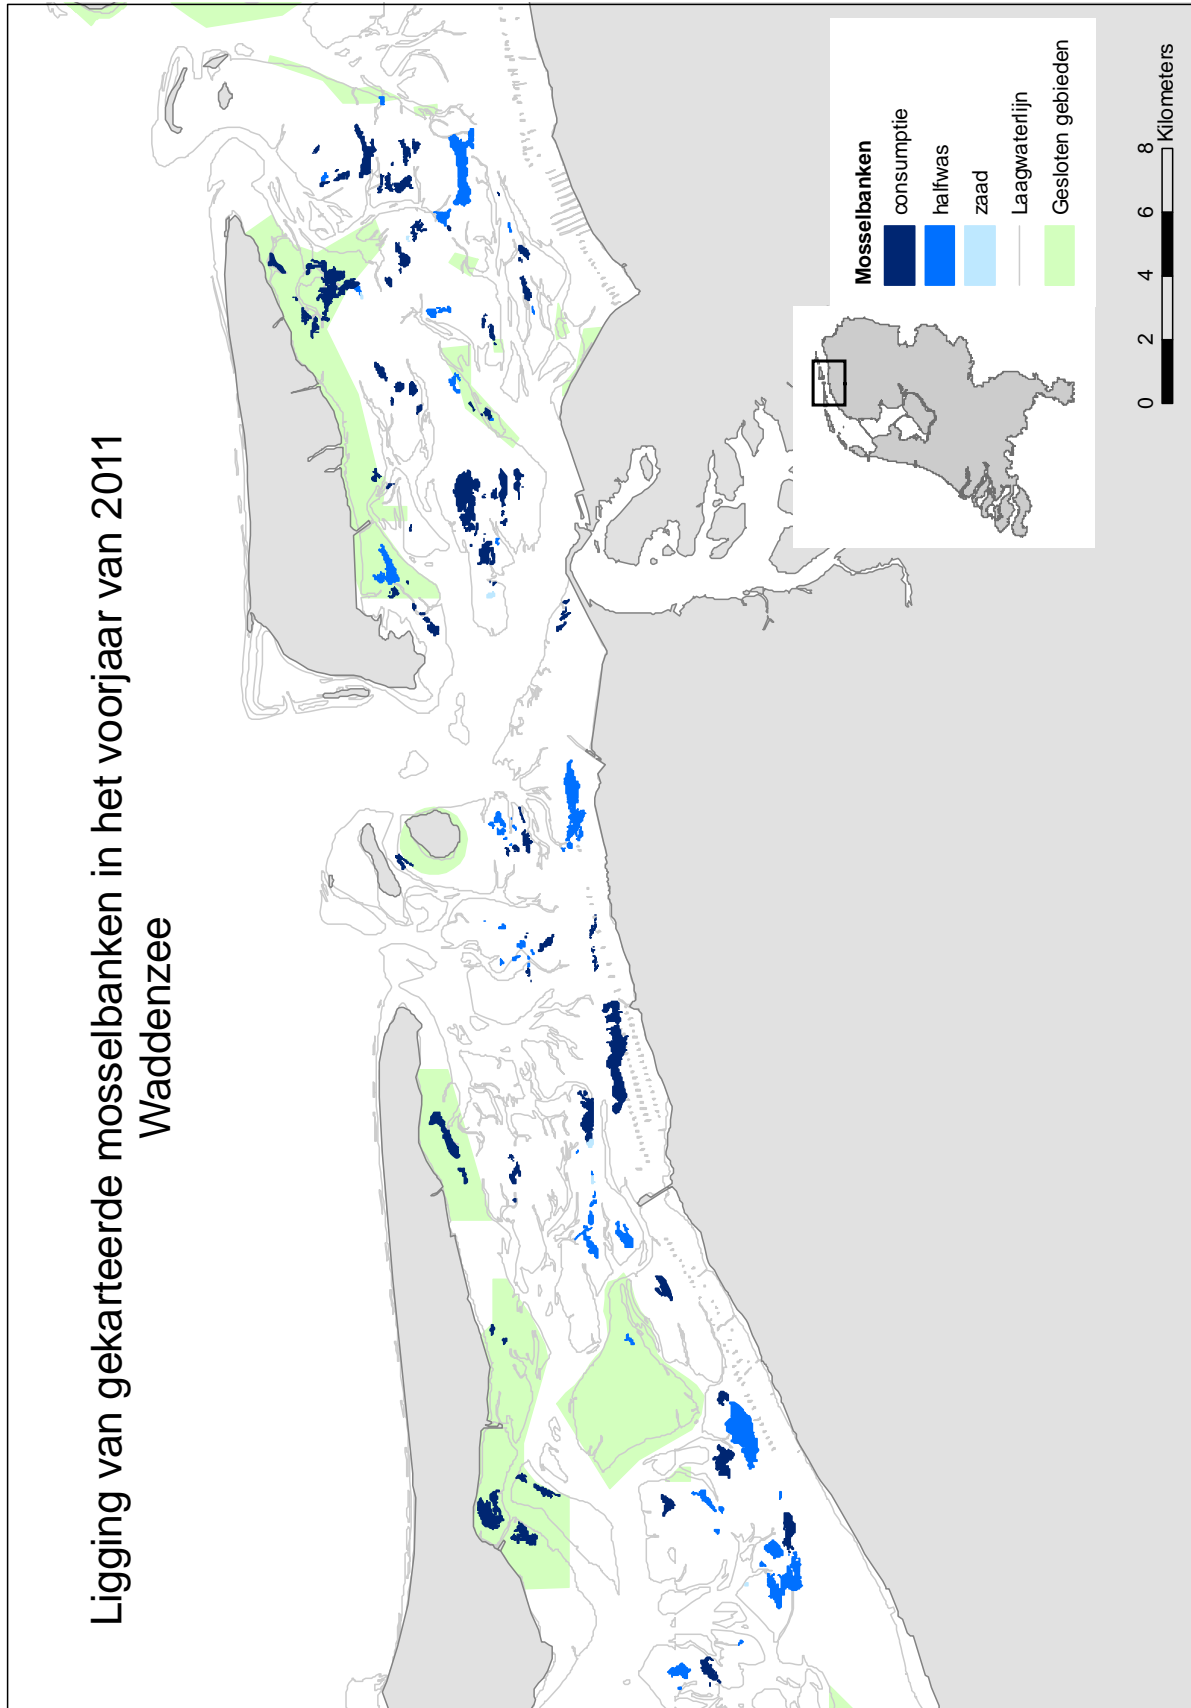 Ligging van gekarteerde mosselbanken in het voorjaar van 2011
Waddenzee
Mosselbanken
consumptie
halfwas
zaad
Laagwaterlijn
Gesloten gebieden
0 2 4 6 8
Kilometers